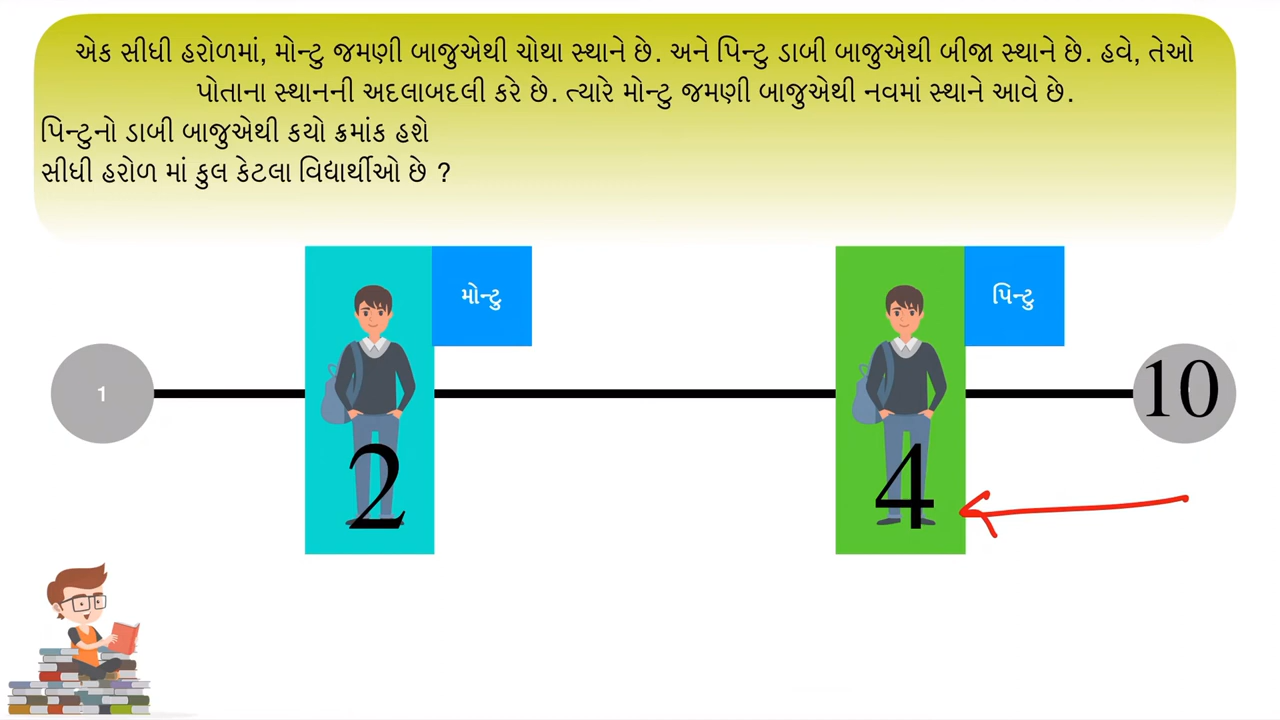 એક સીધી હરોળમાં, મોન્ટુ જમણી બાજુએથી ચોથા સ્થાને છે. અને પિન્ટુ ડાબી બાજુએથી બીજા સ્થાને છે. હવે, તેઓ
પોતાના સ્થાનની અદલાબદલી કરે છે. ત્યારે મોન્ટુ જમણી બાજુએથી નવમાં સ્થાને આવે છે.
પિન્ટુનો ડાબી બાજુએથી કયો ક્રમાંક હશે
સીધી હરોળ માં કુલ કેટલા વિદ્યાર્થીઓ છે ?
મોન્ટુ
પિન્ટુ
1
10
2
4